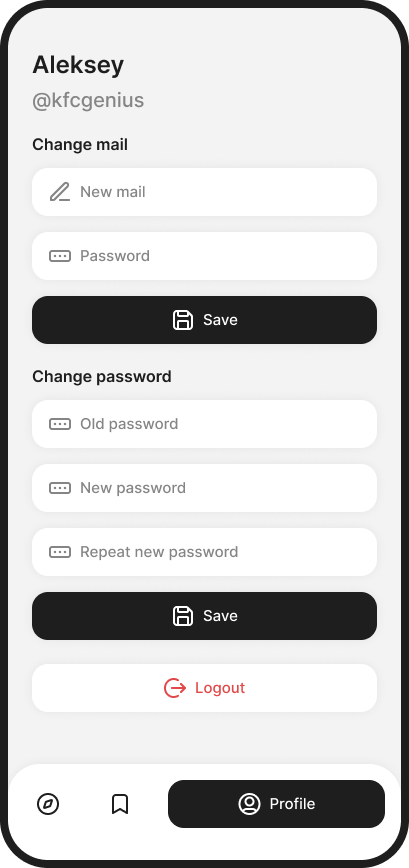 Aleksey
@kfcgenius
Change mail
New mail
Password
Save
Change password
Old password
New password
Repeat new password
Save
Logout
Profile